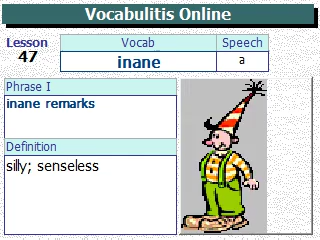 Vocabulitis Online
Lesson Vocab Speech
47 inane a
Phrase I
inane remarks
Definition
silly; senseless